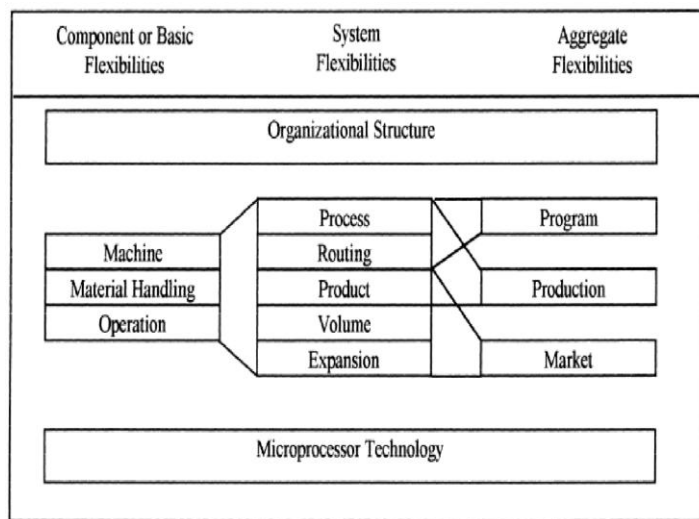 Component or Basic
Flexibilities
System
Flexibilities
Aggregate
Flexibilities
Organizational Structure
Machine
Material Handling
Operation
Process
Routing
Product
Volume
Expansion
Program
Production
Market
Microprocessor Technology